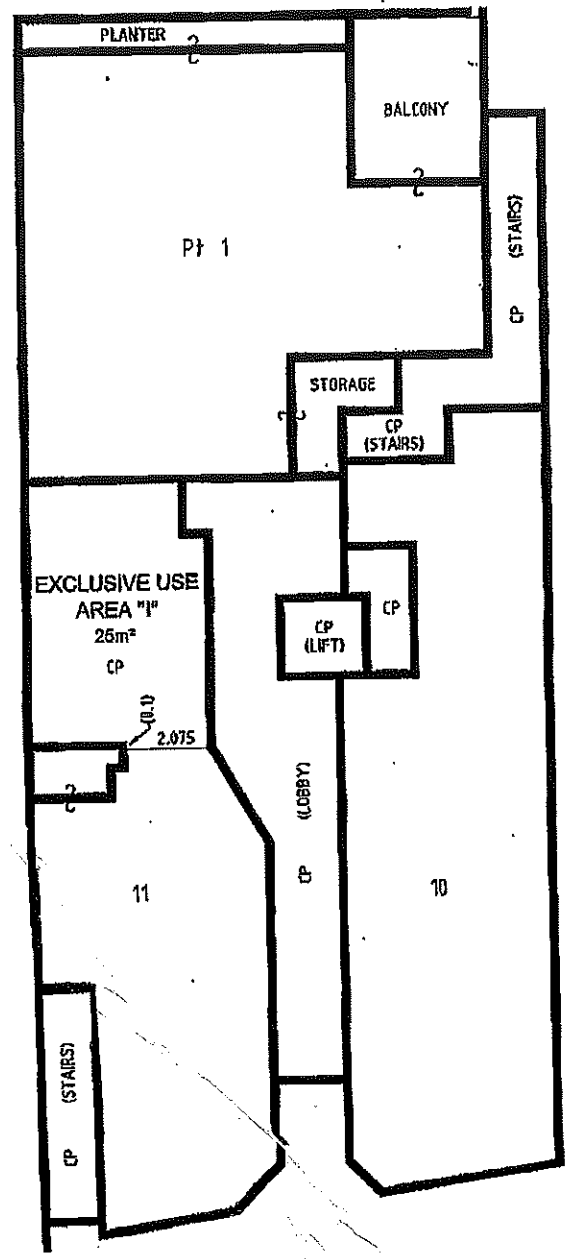 PLANTER
BALCONY
Pt 1
(STAIRS)
CP
STORAGE
CP
(STAIRS)
EXCLUSIVE USE
AREA "I"
25m²
CP
CP
(LIFT)
CP
(0.1)
2.075
(LOBBY)
CP
11
10
(STAIRS)
CP